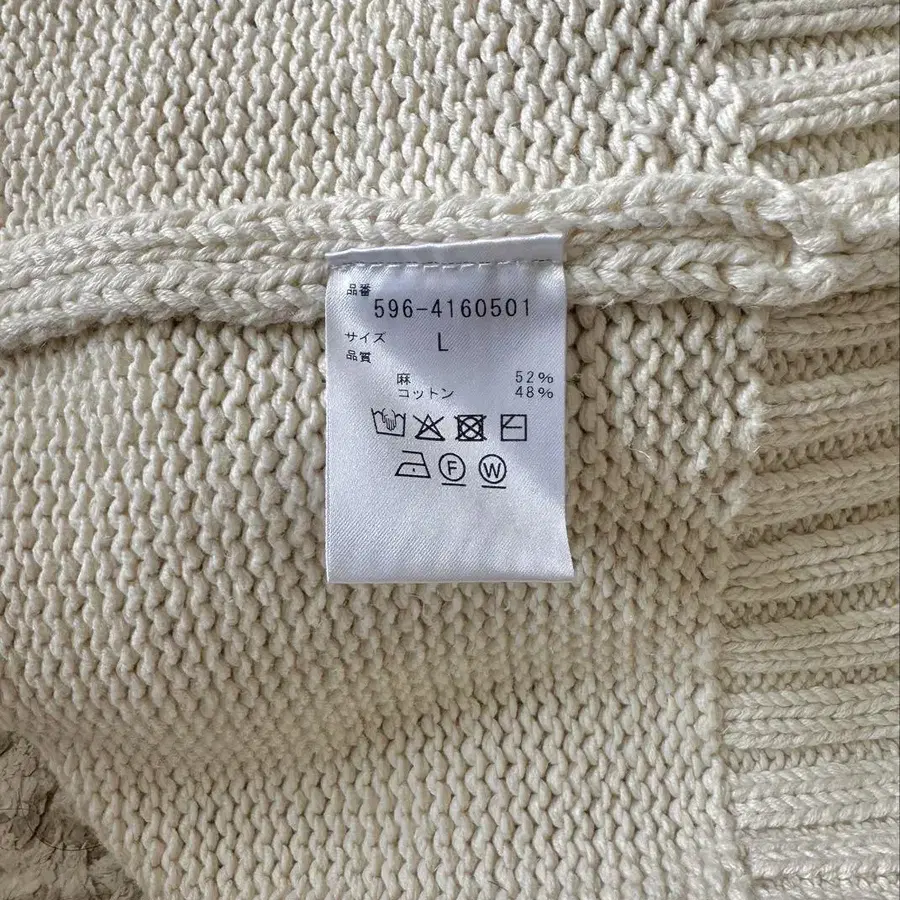 品番
596-4160501
サイズ L
品質
麻 52%
コットン 48%
F W